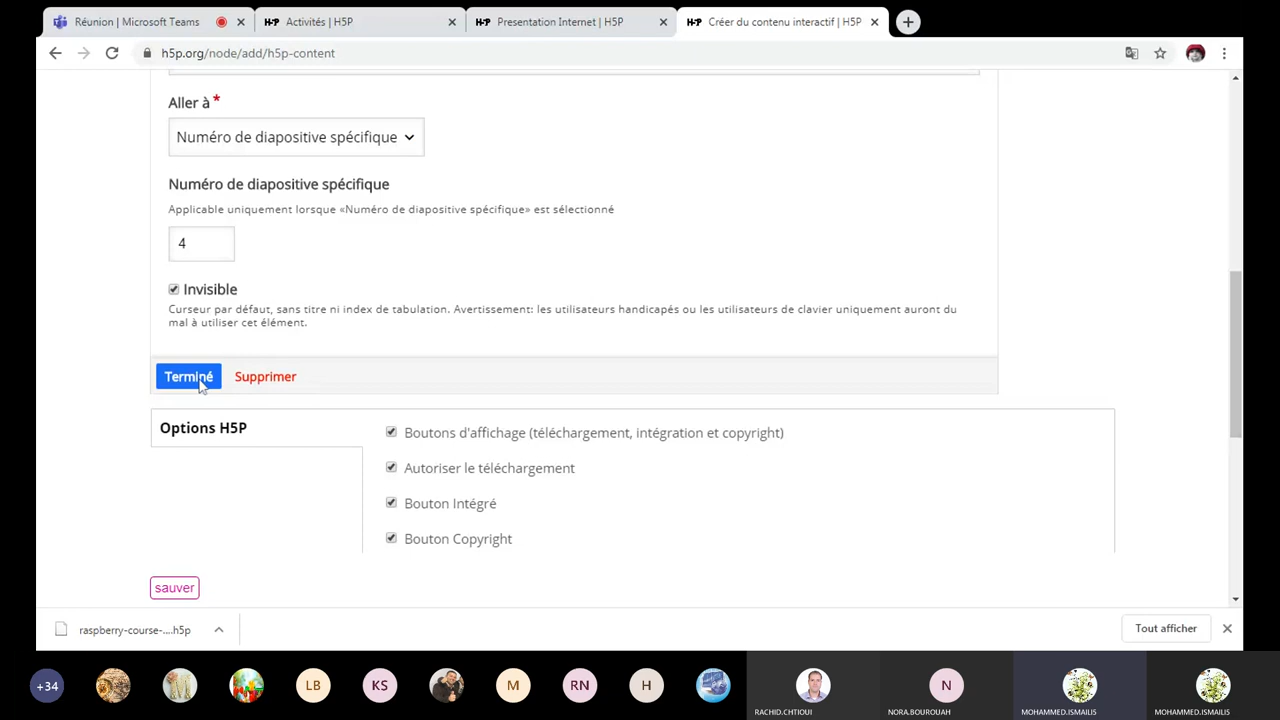 Réunion | Microsoft Teams
H-P Activités | H5P
H-P Presentation Internet | H5P
H-P Créer du contenu interactif | H5P
h5p.org/node/add/h5p-content
Aller à *
Numéro de diapositive spécifique
Numéro de diapositive spécifique
Applicable uniquement lorsque «Numéro de diapositive spécifique» est sélectionné
4
Invisible
Curseur par défaut, sans titre ni index de tabulation. Avertissement: les utilisateurs handicapés ou les utilisateurs de clavier uniquement auront du
mal à utiliser cet élément.
Terminé Supprimer
Options H5P
Boutons d'affichage (téléchargement, intégration et copyright)
Autoriser le téléchargement
Bouton Intégré
Bouton Copyright
sauver
raspberry-course-....h5p
Tout afficher
+34
LB
KS
M
RN
H
N
RACHID.CHTIOUI
NORA.BOUROUAH
MOHAMMED.ISMAILI5
MOHAMMED.ISMAILI5